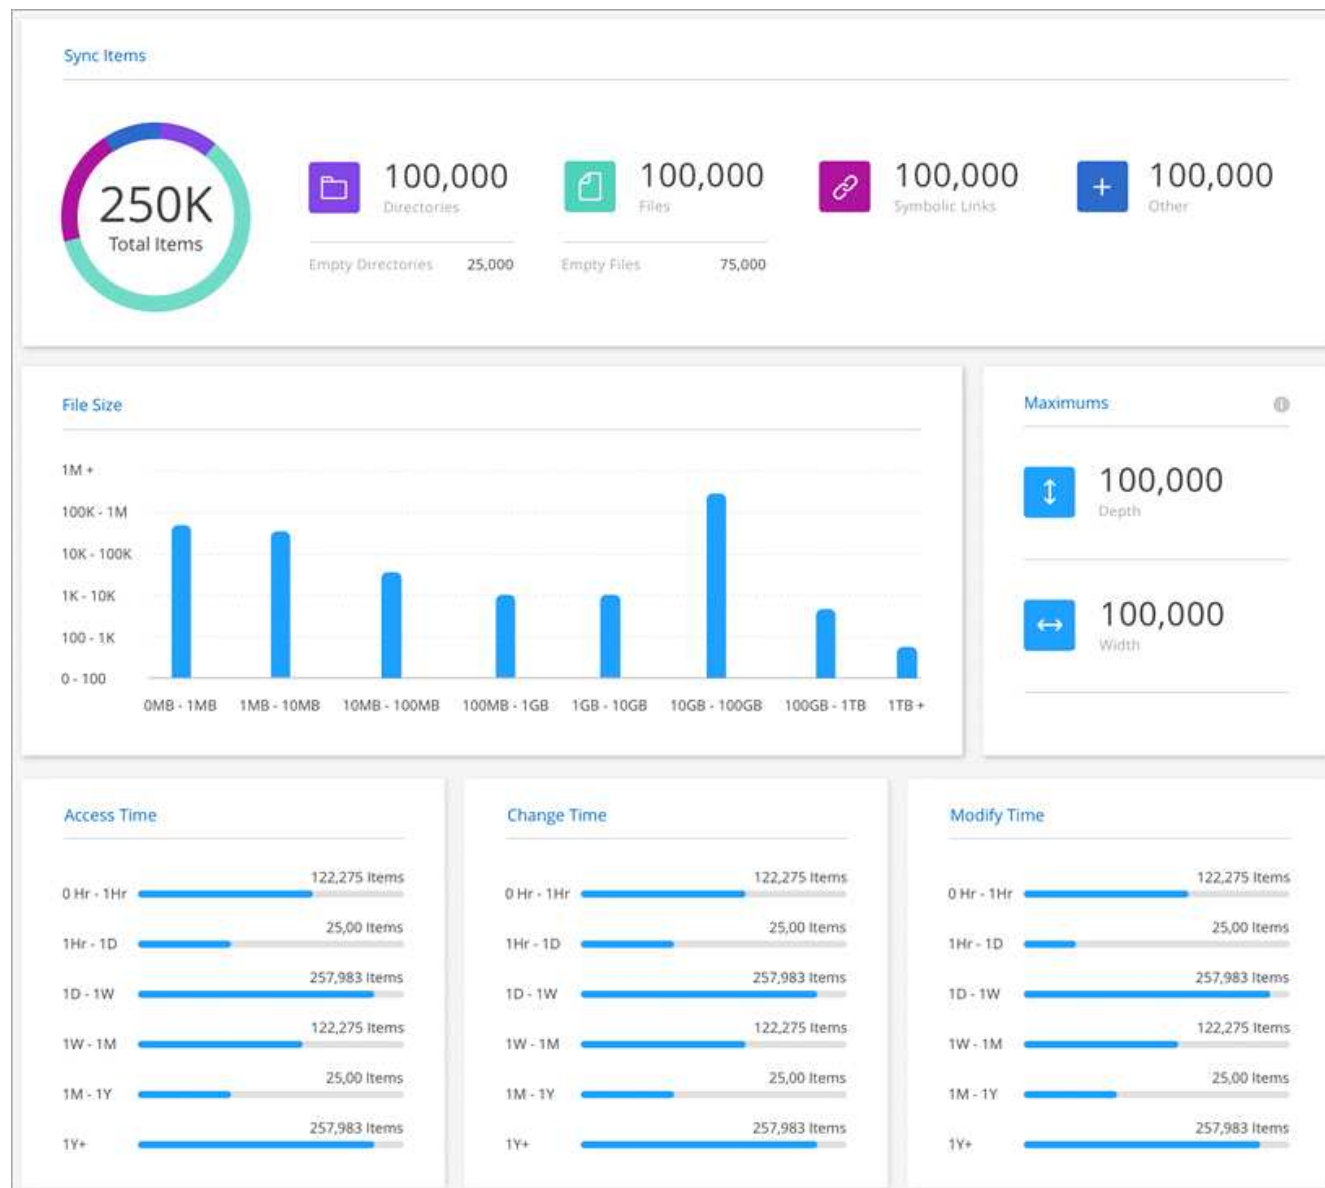 Sync Items
250K
Total Items
100,000
Directories
Empty Directories 25,000
100,000
Files
Empty Files 75,000
100,000
Symbolic Links
100,000
Other
File Size
1M +
100K - 1M
10K - 100K
1K - 10K
100 - 1K
0 - 100
0MB - 1MB 1MB - 10MB 10MB - 100MB 100MB - 1GB 1GB - 10GB 10GB - 100GB 100GB - 1TB 1TB +
Maximums
100,000
Depth
100,000
Width
Access Time
122,275 Items
0 Hr - 1Hr
25,00 Items
1Hr - 1D
257,983 Items
1D - 1W
122,275 Items
1W - 1M
25,00 Items
1M - 1Y
257,983 Items
1Y+
Change Time
122,275 Items
0 Hr - 1Hr
25,00 Items
1Hr - 1D
257,983 Items
1D - 1W
122,275 Items
1W - 1M
25,00 Items
1M - 1Y
257,983 Items
1Y+
Modify Time
122,275 Items
0 Hr - 1Hr
25,00 Items
1Hr - 1D
257,983 Items
1D - 1W
122,275 Items
1W - 1M
25,00 Items
1M - 1Y
257,983 Items
1Y+